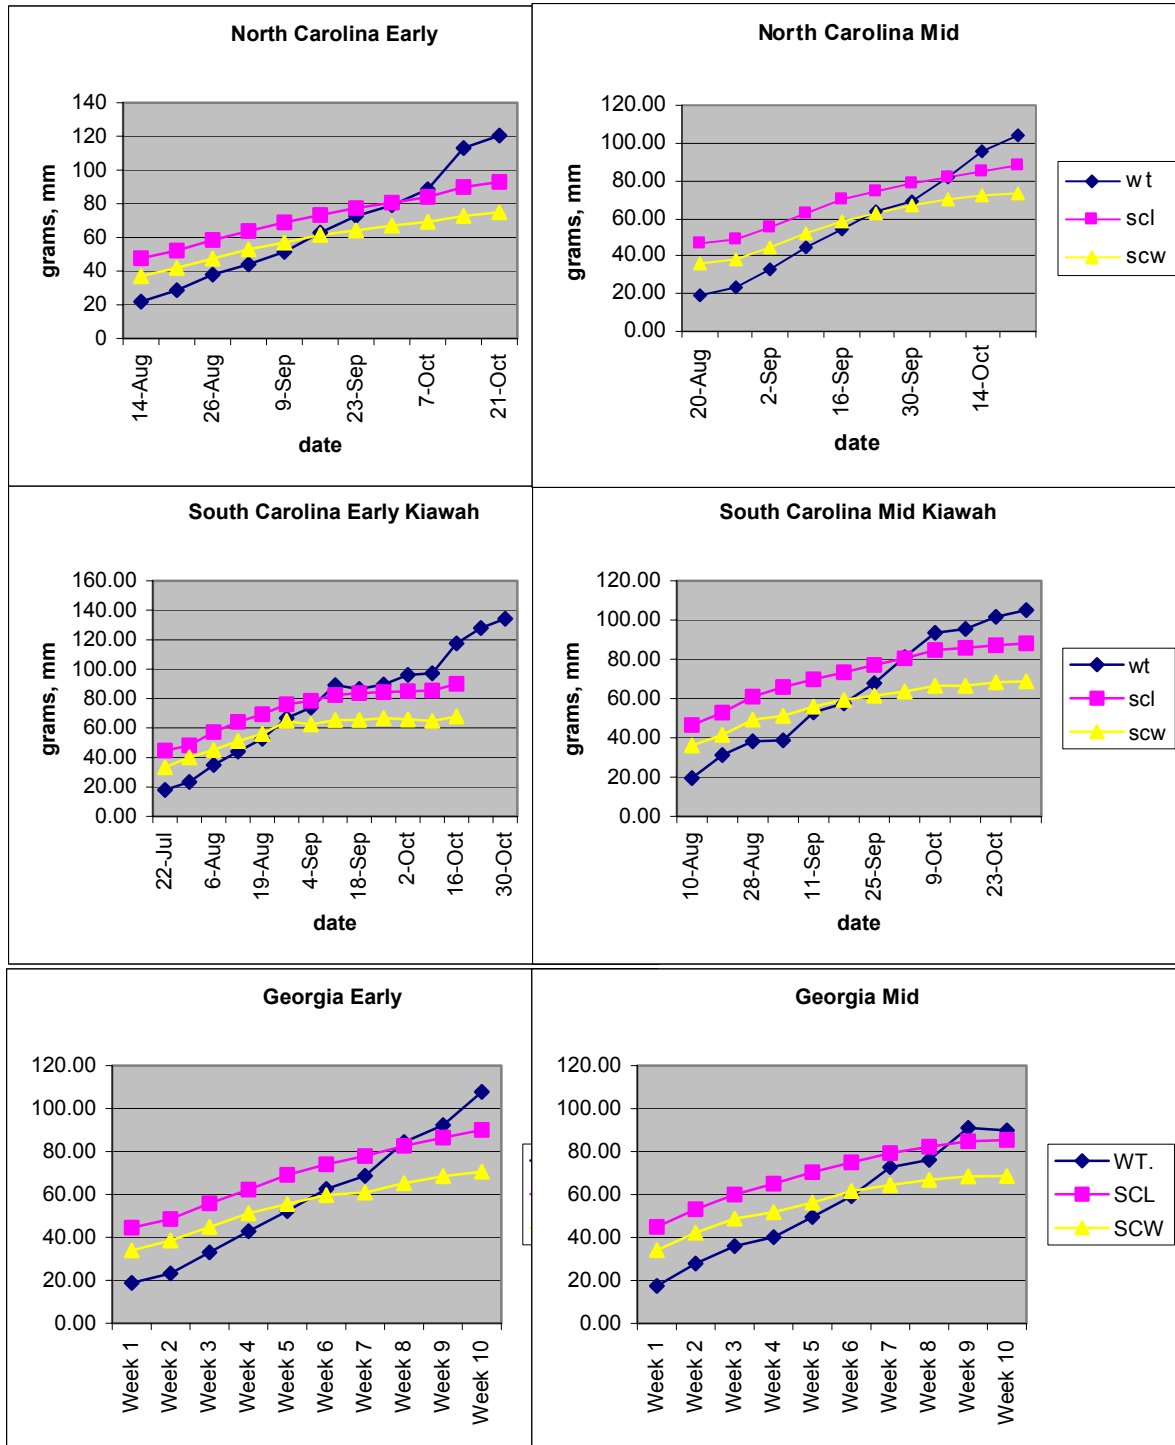 North Carolina Early
140
120
100
80
60
40
20
0
grams, mm
14-Aug
26-Aug
9-Sep
23-Sep
7-Oct
21-Oct
date
North Carolina Mid
120.00
100.00
80.00
60.00
40.00
20.00
0.00
grams, mm
20-Aug
2-Sep
16-Sep
30-Sep
14-Oct
date
wt
scl
scw
South Carolina Early Kiawah
160.00
140.00
120.00
100.00
80.00
60.00
40.00
20.00
0.00
grams, mm
22-Jul
6-Aug
19-Aug
4-Sep
18-Sep
2-Oct
16-Oct
30-Oct
date
South Carolina Mid Kiawah
120.00
100.00
80.00
60.00
40.00
20.00
0.00
grams, mm
10-Aug
28-Aug
11-Sep
25-Sep
9-Oct
23-Oct
date
wt
scl
scw
Georgia Early
120.00
100.00
80.00
60.00
40.00
20.00
0.00
Week 1
Week 2
Week 3
Week 4
Week 5
Week 6
Week 7
Week 8
Week 9
Week 10
Georgia Mid
120.00
100.00
80.00
60.00
40.00
20.00
0.00
Week 1
Week 2
Week 3
Week 4
Week 5
Week 6
Week 7
Week 8
Week 9
Week 10
WT.
SCL
SCW